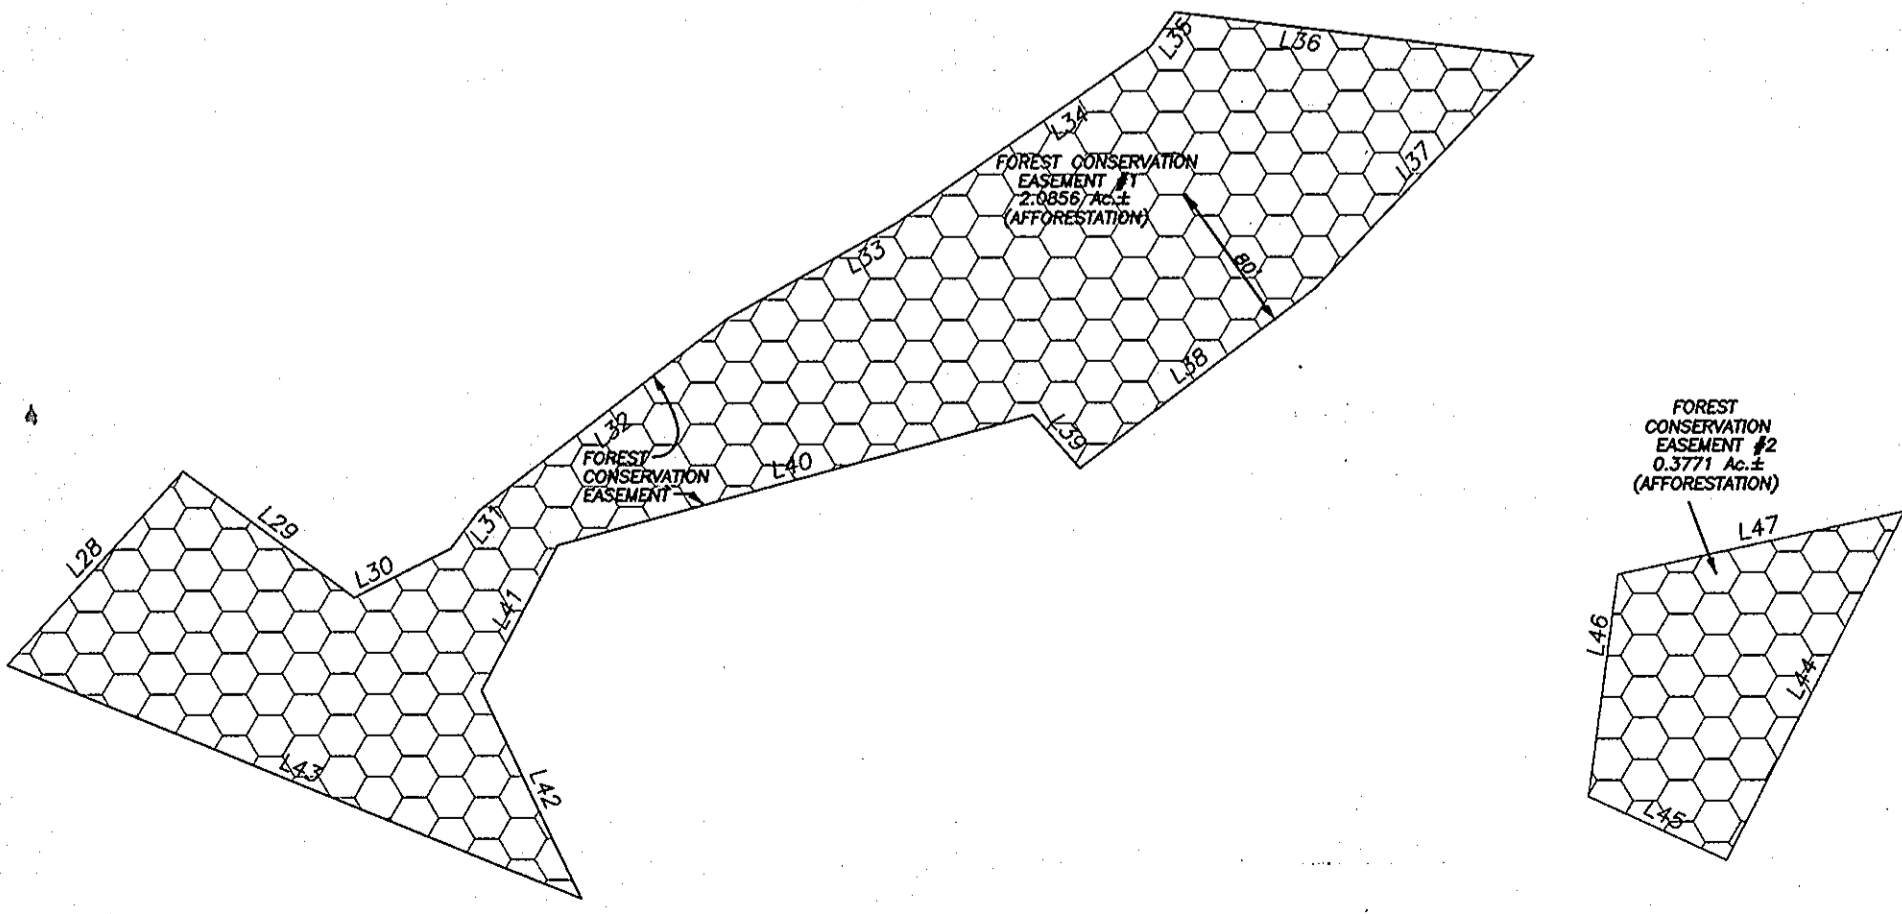 L35
L36
L34
FOREST CONSERVATION
EASEMENT #1
2.0856 Ac.±
(AFFORESTATION)
L37
L33
80'
L38
L32
L39
FOREST
CONSERVATION
EASEMENT
L40
L31
L29
L28
L30
L41
L43
L42
FOREST
CONSERVATION
EASEMENT #2
0.3771 Ac.±
(AFFORESTATION)
L47
L46
L44
L45